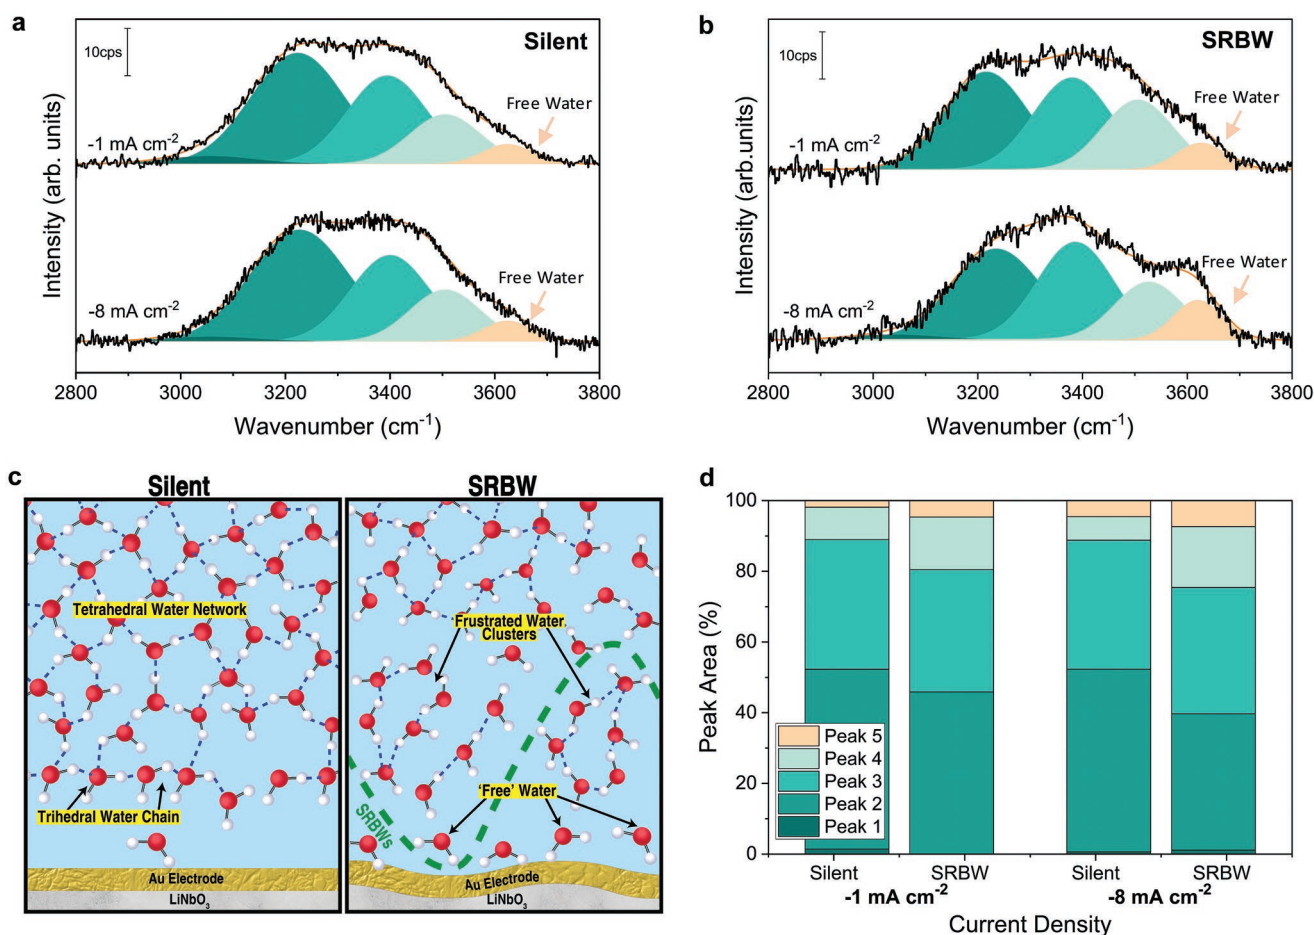 a
10cps
Silent
Free Water
-1 mA cm-2
-8 mA cm-2
Free Water
Intensity (arb. units)
2800 3000 3200 3400 3600 3800
Wavenumber (cm-1)
b
10cps
SRBW
Free Water
-1 mA cm-2
-8 mA cm-2
Free Water
Intensity (arb.units)
2800 3000 3200 3400 3600 3800
Wavenumber (cm-1)
c
Silent
Tetrahedral Water Network
Trihedral Water Chain
Au Electrode
LiNbO3
SRBW
Frustrated Water
Clusters
'Free' Water
SRBWs
Au Electrode
LiNbO3
d
100
80
60
40
20
0
Peak Area (%)
Peak 5
Peak 4
Peak 3
Peak 2
Peak 1
Silent SRBW Silent SRBW
-1 mA cm-2 -8 mA cm-2
Current Density